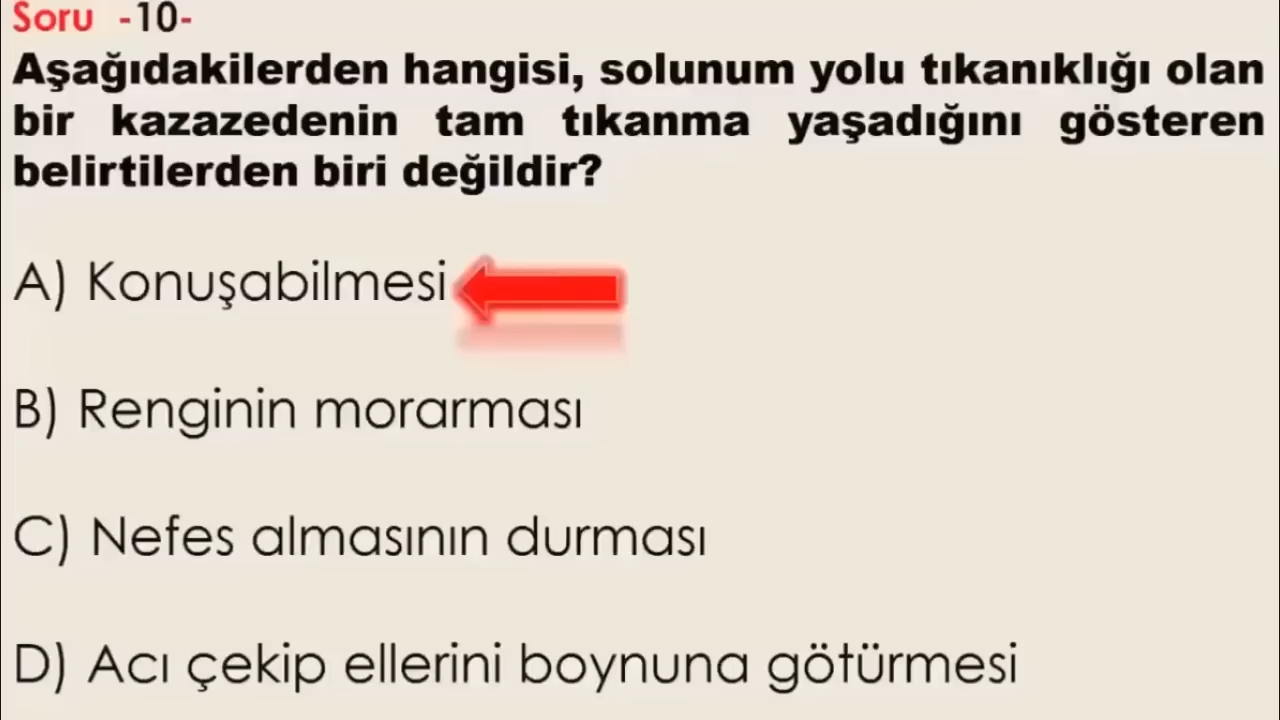 Soru -10-
Aşağıdakilerden hangisi, solunum yolu tıkanıklığı olan
bir kazazedenin tam tıkanma yaşadığını gösteren
belirtilerden biri değildir?
A) Konuşabilmesi
B) Renginin morarması
C) Nefes almasının durması
D) Acı çekip ellerini boynuna götürmesi